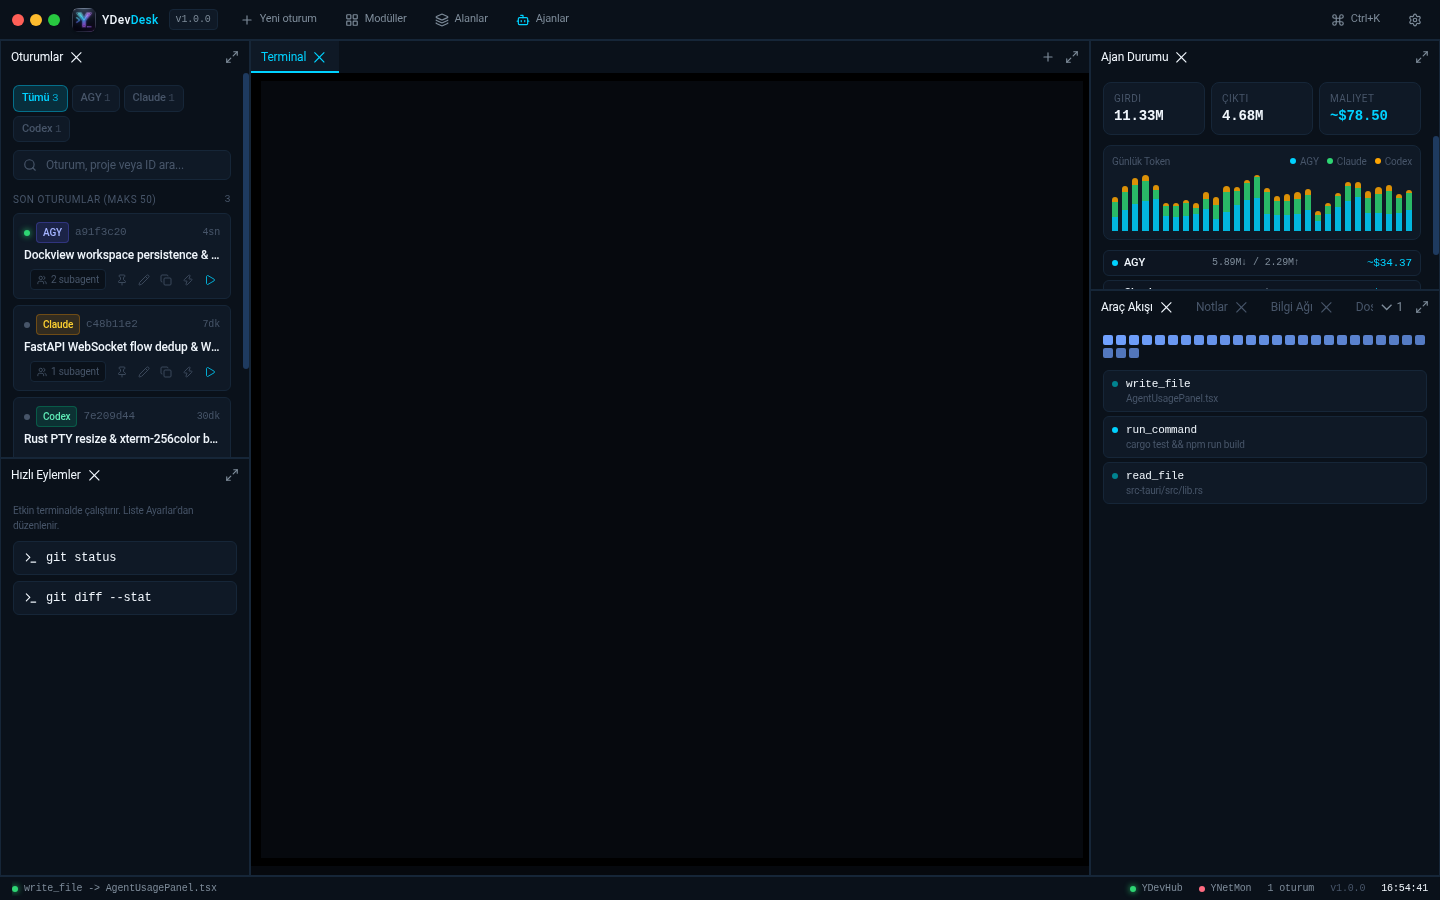 YDevDesk v1.0.0 Yeni oturum Modüller Alanlar Ajanlar Ctrl+K
Oturumlar
Tümü 3 AGY 1 Claude 1
Codex 1
Oturum, proje veya ID ara...
SON OTURUMLAR (MAKS 50) 3
AGY a91f3c20 4sn
Dockview workspace persistence & ...
2 subagent
Claude c48b11e2 7dk
FastAPI WebSocket flow dedup & W...
1 subagent
Codex 7e209d44 30dk
Rust PTY resize & xterm-256color b...
Hızlı Eylemler
Etkin terminalde çalıştırır. Liste Ayarlar'dan
düzenlenir.
>_ git status
>_ git diff --stat
Terminal
Ajan Durumu
GIRDI ÇIKTI MALIYET
11.33M 4.68M ~$78.50
Günlük Token AGY Claude Codex
AGY 5.89M↓ / 2.29M↑ ~$34.37
Araç Akışı Notlar Bilgi Ağı Dos 1
write_file
AgentUsagePanel.tsx
run_command
cargo test && npm run build
read_file
src-tauri/src/lib.rs
write_file -> AgentUsagePanel.tsx YDevHub YNetMon 1 oturum v1.0.0 16:54:41